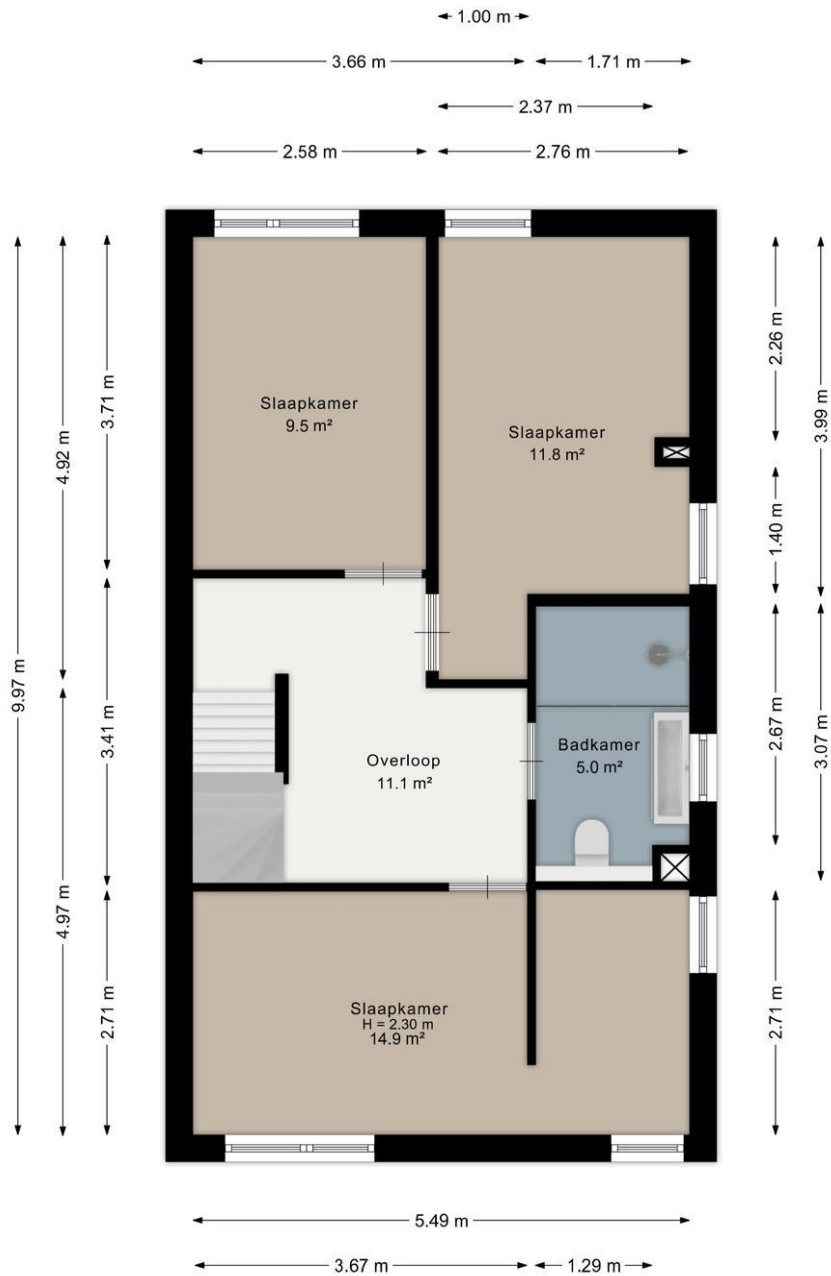 1.00 m
3.66 m
1.71 m
2.37 m
2.58 m
2.76 m
9.97 m
4.92 m
4.97 m
3.71 m
3.41 m
2.71 m
Slaapkamer
9.5 m²
Slaapkamer
11.8 m²
Overloop
11.1 m²
Badkamer
5.0 m²
Slaapkamer
H = 2.30 m
14.9 m²
2.26 m
1.40 m
2.67 m
2.71 m
3.99 m
3.07 m
5.49 m
3.67 m
1.29 m